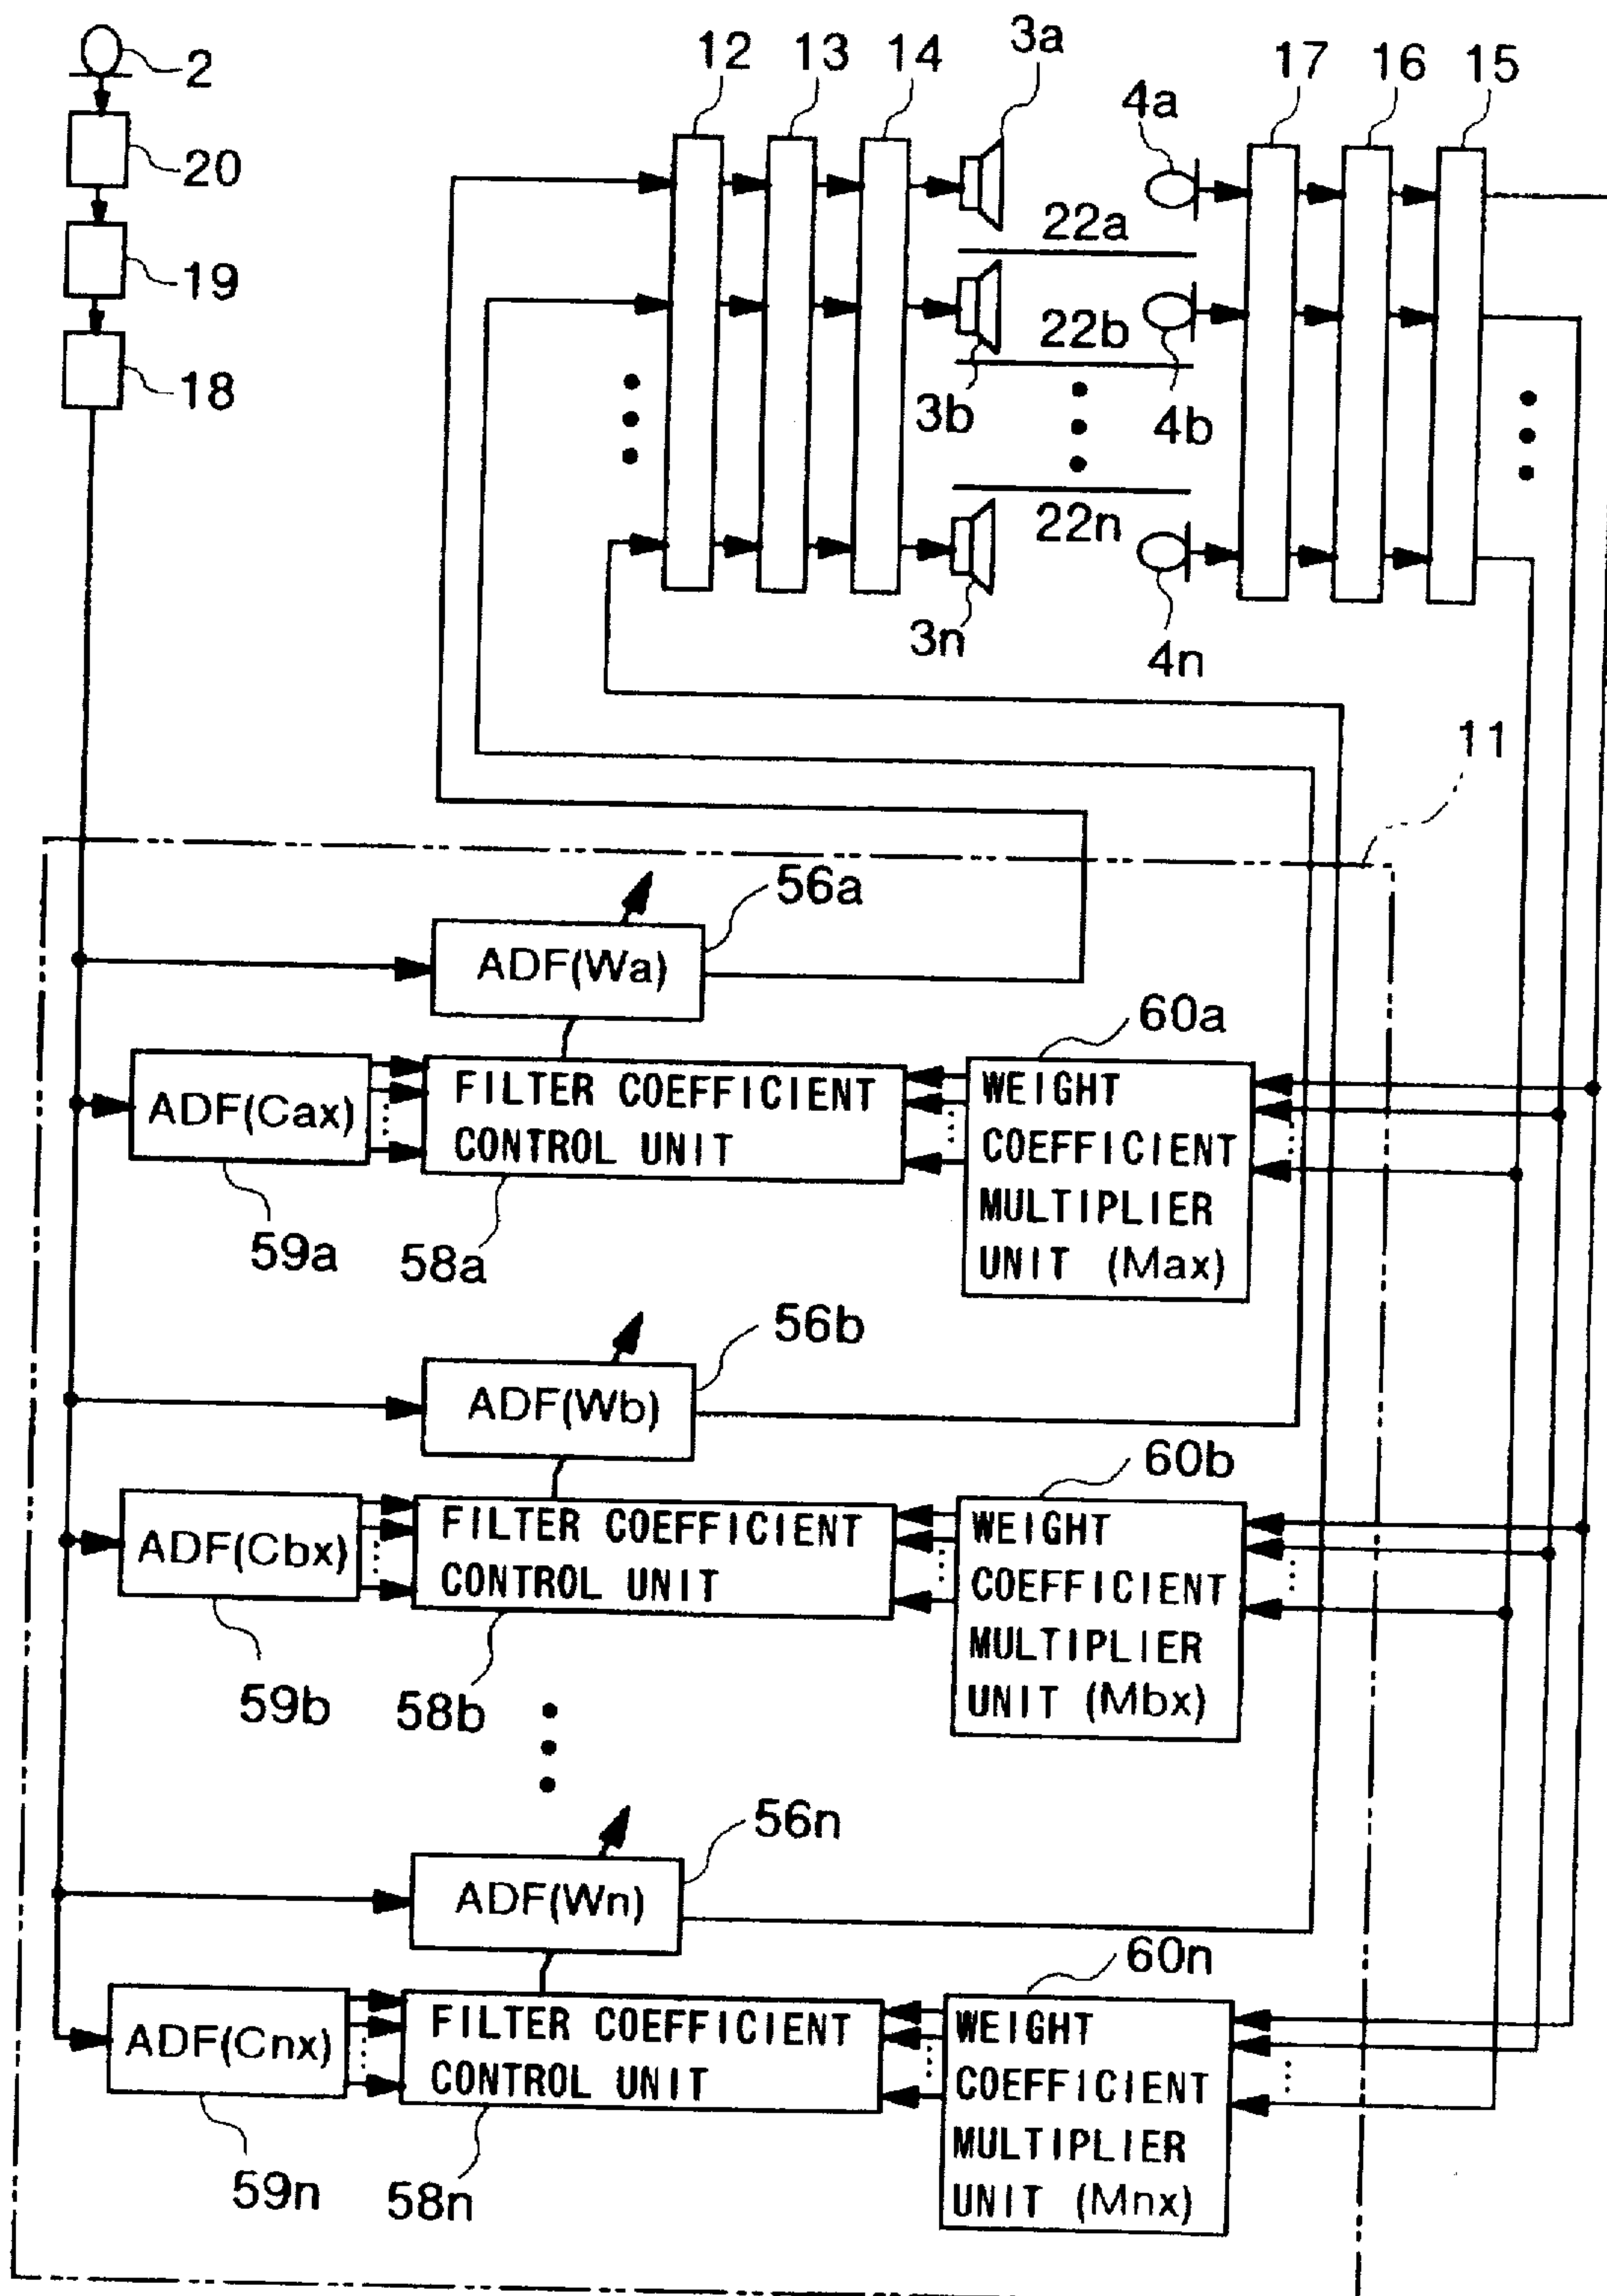 2
20
19
18
12
13
14
3a
4a
17
16
15
22a
22b
3b
4b
22n
3n
4n
11
56a
ADF(Wa)
60a
ADF(Cax)
FILTER COEFFICIENT
CONTROL UNIT
WEIGHT
COEFFICIENT
MULTIPLIER
UNIT (Max)
59a
58a
56b
ADF(Wb)
60b
ADF(Cbx)
FILTER COEFFICIENT
CONTROL UNIT
WEIGHT
COEFFICIENT
MULTIPLIER
UNIT (Mbx)
59b
58b
56n
ADF(Wn)
60n
ADF(Cnx)
FILTER COEFFICIENT
CONTROL UNIT
WEIGHT
COEFFICIENT
MULTIPLIER
UNIT (Mnx)
59n
58n